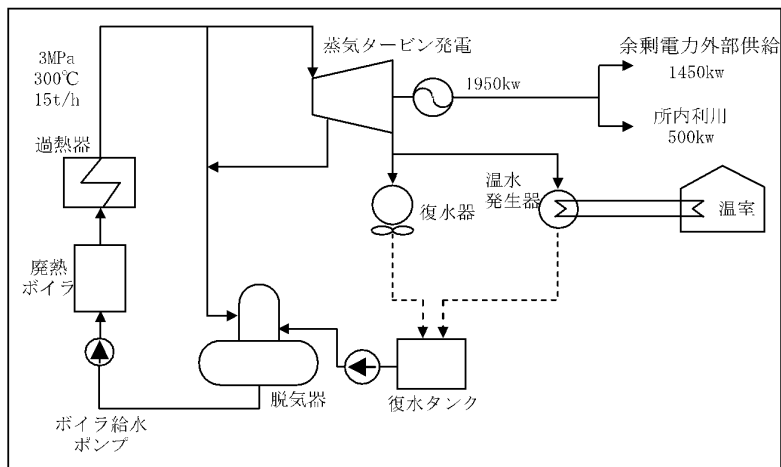 蒸気タービン発電
余剰電力外部供給
1450kw
3MPa
300℃
15t/h
1950kw
所内利用
500kw
過熱器
温水
発生器
復水器
温室
廃熱
ボイラ
脱気器
復水タンク
ボイラ給水
ポンプ